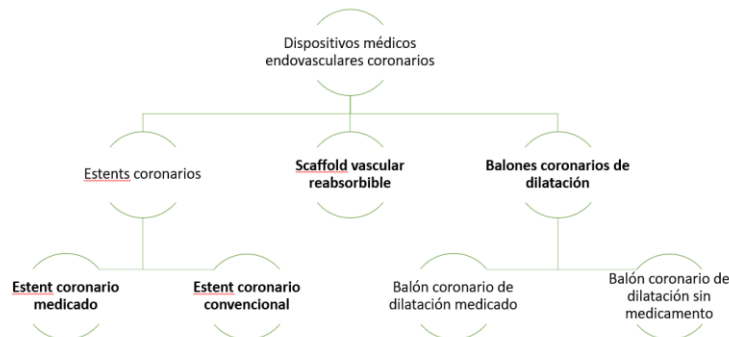 Dispositivos médicos
endovasculares coronarios
Estents coronarios
Scaffold vascular
reabsorbible
Balones coronarios de
dilatación
Estent coronario
medicado
Estent coronario
convencional
Balón coronario de
dilatación medicado
Balón coronario de
dilatación sin
medicamento